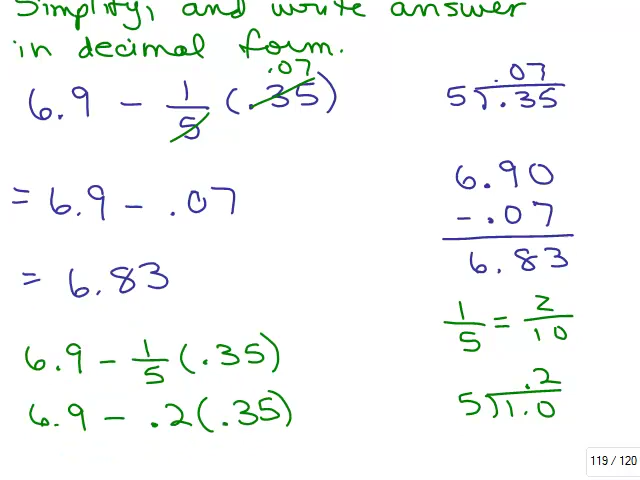 Simplify, and write answer
in decimal form.
.07
6.9 - 1/5 (.35)
= 6.9 - .07
= 6.83
6.9 - 1/5 (.35)
6.9 - .2(.35)
.07
5).35
6.90
- .07
6.83
1/5 = 2/10
.2
5)1.0
119 / 120